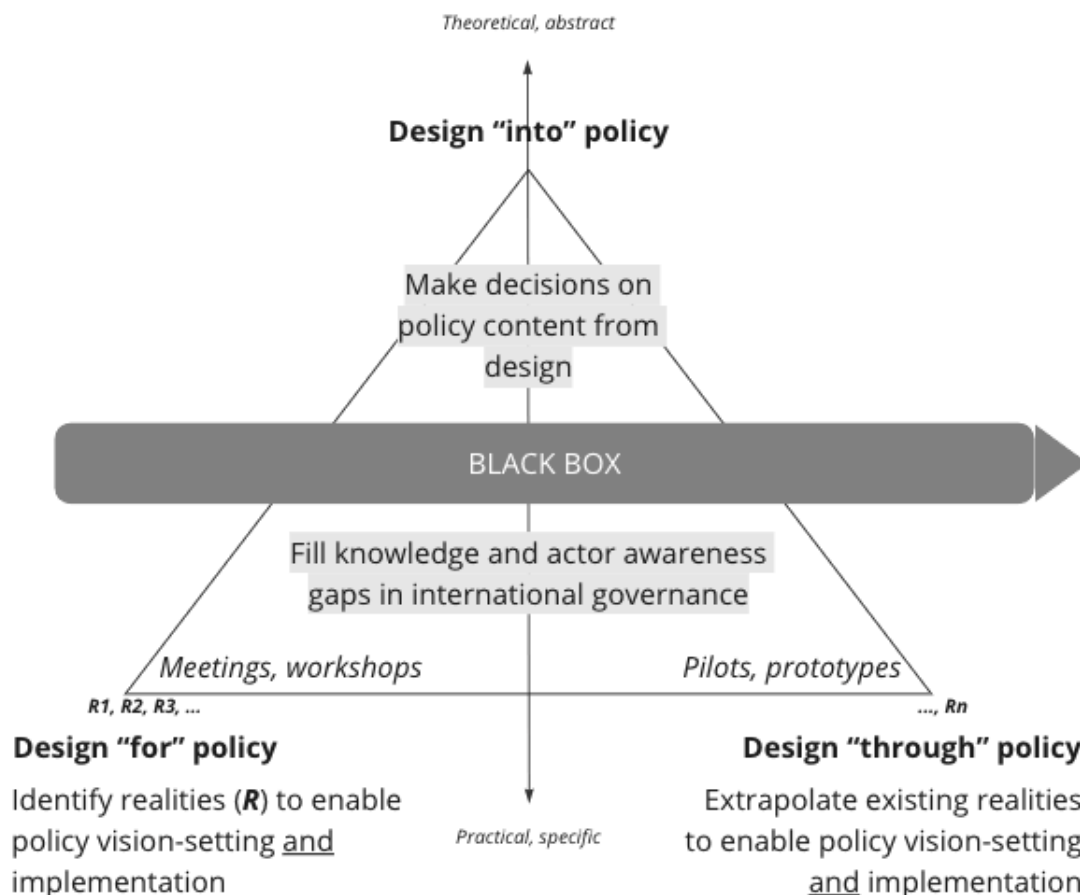 Theoretical, abstract
Design “into” policy
Make decisions on
policy content from
design
BLACK BOX
Fill knowledge and actor awareness
gaps in international governance
Meetings, workshops
Pilots, prototypes
R1, R2, R3, ...
..., Rn
Design “for” policy
Identify realities (R) to enable
policy vision-setting and
implementation
Practical, specific
Design “through” policy
Extrapolate existing realities
to enable policy vision-setting
and implementation